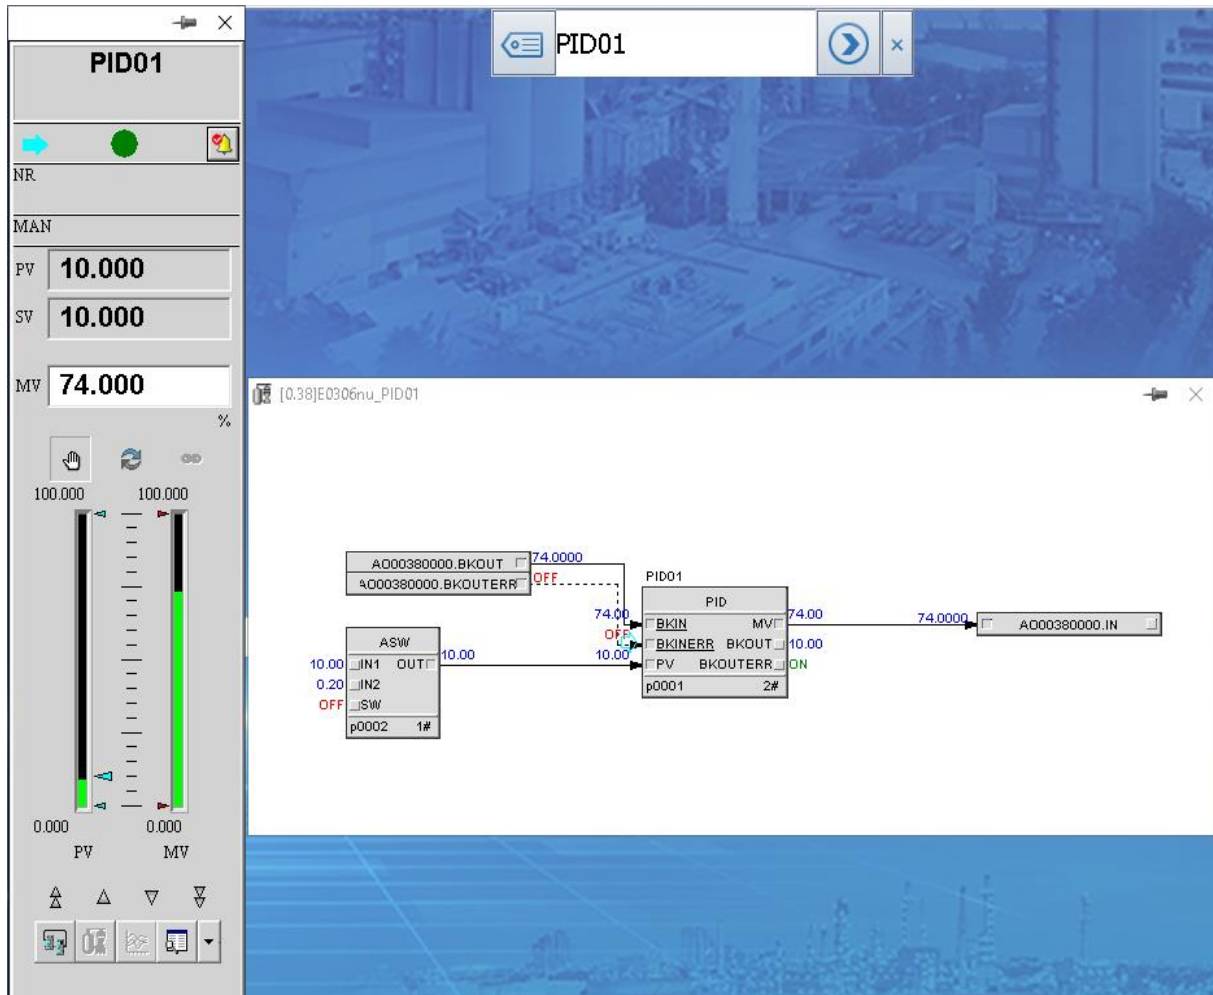 PID01
PID01
NR
MAN
PV 10.000
SV 10.000
MV 74.000
%
100.000 100.000
0.000 0.000
PV MV
[0.38]E0306nu_PID01
AO00380000.BKOUT 74.0000
AO00380000.BKOUTERR OFF
ASW
10.00 IN1 OUT 10.00
0.20 IN2
OFF SW
p0002 1#
PID01
PID
74.00 BKIN MV 74.00
OFF BKINERR BKOUT 10.00
10.00 PV BKOUTERR ON
p0001 2#
74.0000 AO00380000.IN